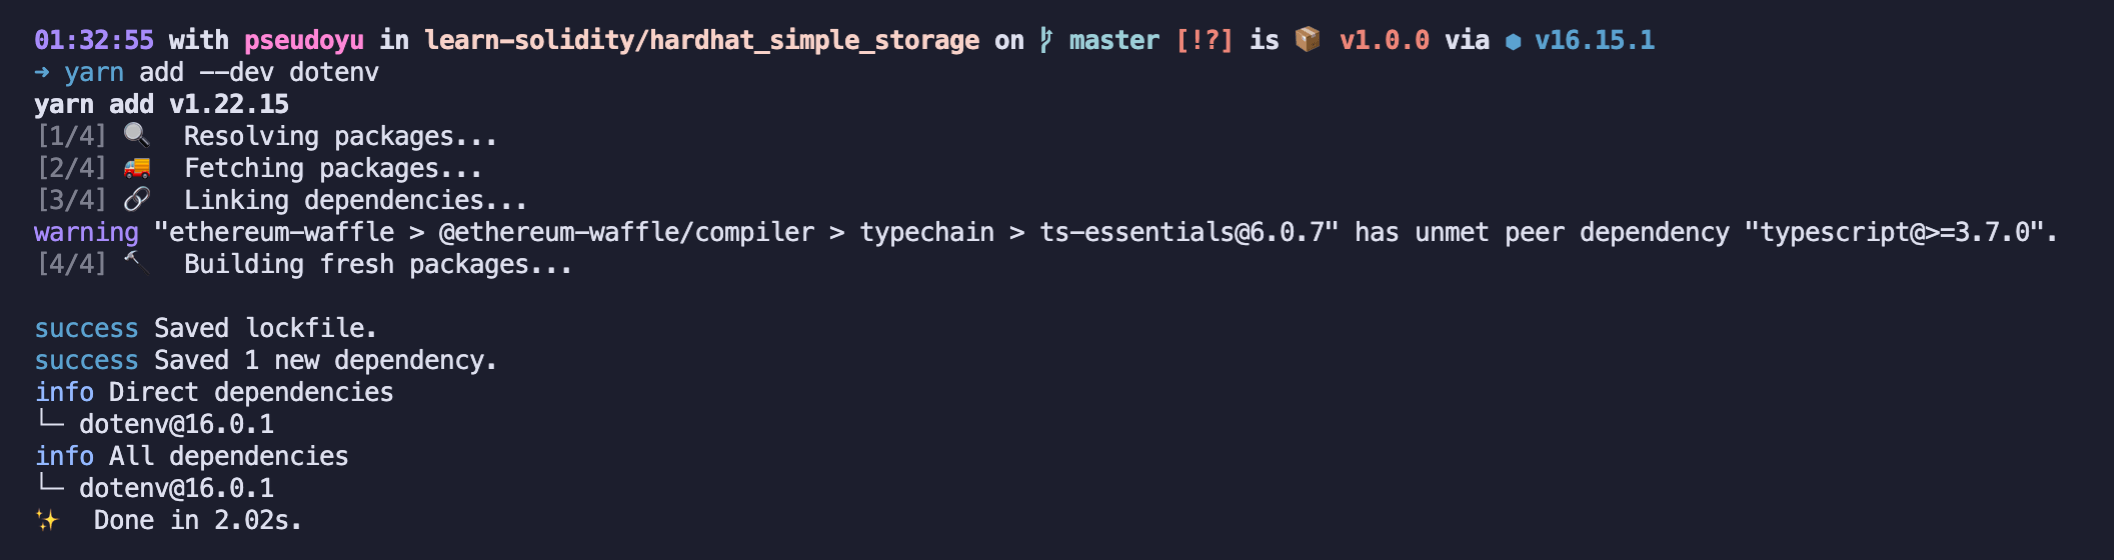 01:32:55 with pseudoyu in learn-solidity/hardhat_simple_storage on master [!?] is 📦 v1.0.0 via ⬢ v16.15.1
➜ yarn add --dev dotenv
yarn add v1.22.15
[1/4] 🔍 Resolving packages...
[2/4] 🚚 Fetching packages...
[3/4] 🔗 Linking dependencies...
warning "ethereum-waffle > @ethereum-waffle/compiler > typechain > ts-essentials@6.0.7" has unmet peer dependency "typescript@>=3.7.0".
[4/4] 🔨 Building fresh packages...
success Saved lockfile.
success Saved 1 new dependency.
info Direct dependencies
└─ dotenv@16.0.1
info All dependencies
└─ dotenv@16.0.1
✨ Done in 2.02s.